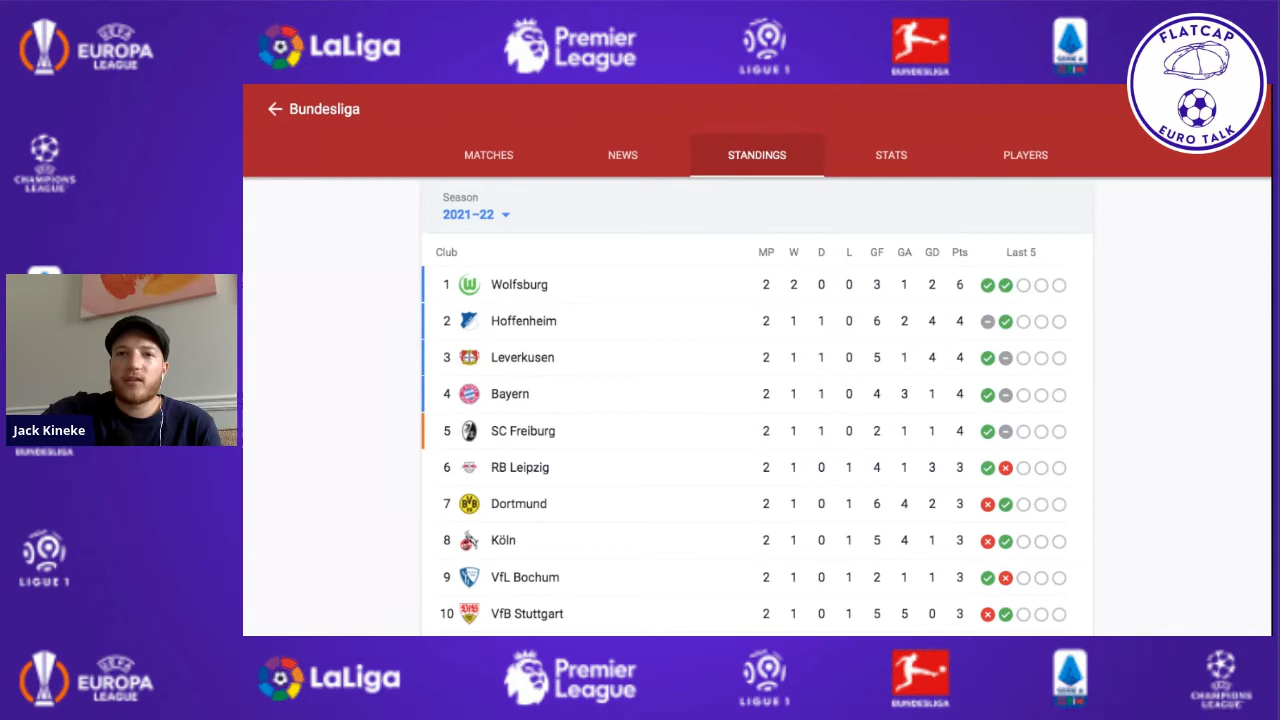 UEFA
EUROPA
LEAGUE
LaLiga
Premier
League
LIGUE 1
BUNDESLIGA
SERIE A
TIM
FLATCAP
EURO TALK
CHAMPIONS
LEAGUE
Bundesliga
MATCHES NEWS STANDINGS STATS PLAYERS
Season
2021–22
Club MP W D L GF GA GD Pts Last 5
1 Wolfsburg 2 2 0 0 3 1 2 6
2 Hoffenheim 2 1 1 0 6 2 4 4
3 Leverkusen 2 1 1 0 5 1 4 4
4 Bayern 2 1 1 0 4 3 1 4
5 SC Freiburg 2 1 1 0 2 1 1 4
6 RB Leipzig 2 1 0 1 4 1 3 3
7 Dortmund 2 1 0 1 6 4 2 3
8 Köln 2 1 0 1 5 4 1 3
9 VfL Bochum 2 1 0 1 2 1 1 3
10 VfB Stuttgart 2 1 0 1 5 5 0 3
Jack Kineke
BUNDESLIGA
LIGUE 1
UEFA
EUROPA
LEAGUE
LaLiga
Premier
League
LIGUE 1
BUNDESLIGA
SERIE A
TIM
CHAMPIONS
LEAGUE